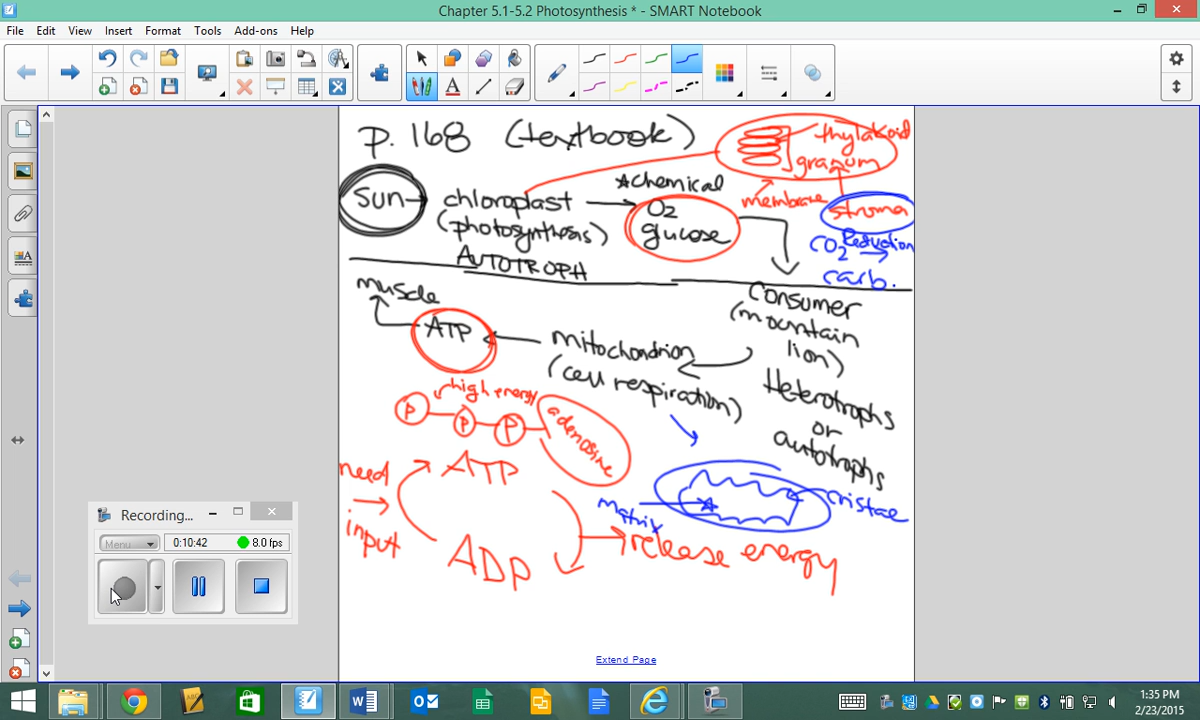 Chapter 5.1-5.2 Photosynthesis * - SMART Notebook
File Edit View Insert Format Tools Add-ons Help
p. 168 (textbook)
thylakoid
granum
membrane
stroma
CO2 Reduction →
carb.
Sun → chloroplast →
(photosynthesis)
AUTOTROPH
*chemical
O2
glucose
muscle
ATP
mitochondrion
(cell respiration)
Consumer
(mountain
lion)
Heterotrophs
or
autotrophs
high energy
P P P adenosine
need
→
input
ATP
ADP
→ release energy
matrix
cristae
Extend Page
Recording...
Menu 0:10:42 8.0 fps
1:35 PM
2/23/2015